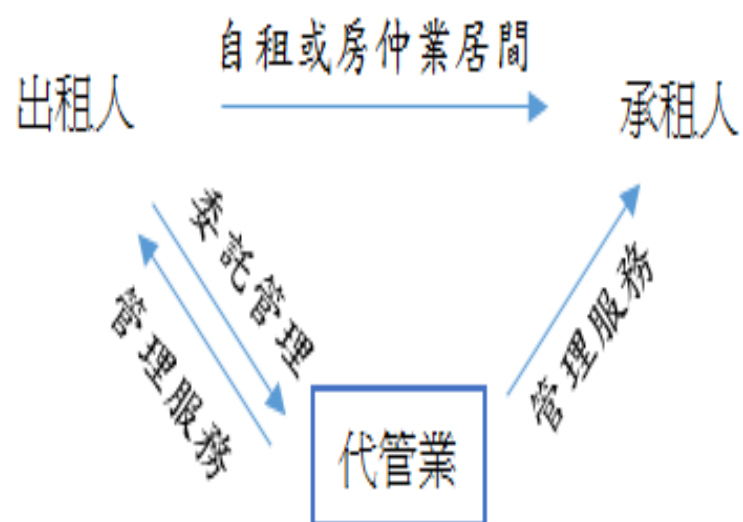 自租或房仲業居間
出租人
承租人
委託管理
管理服務
管理服務
代管業